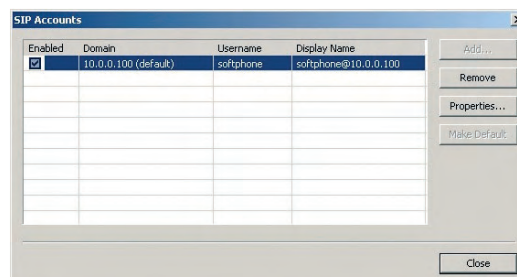 SIP Accounts
Enabled Domain Username Display Name
10.0.0.100 (default) softphone softphone@10.0.0.100
Add...
Remove
Properties...
Make Default
Close